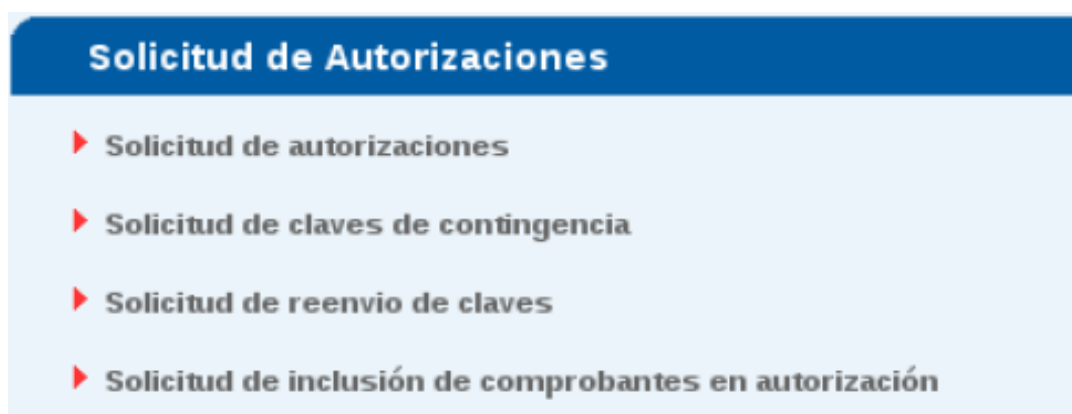 Solicitud de Autorizaciones
Solicitud de autorizaciones
Solicitud de claves de contingencia
Solicitud de reenvio de claves
Solicitud de inclusión de comprobantes en autorización